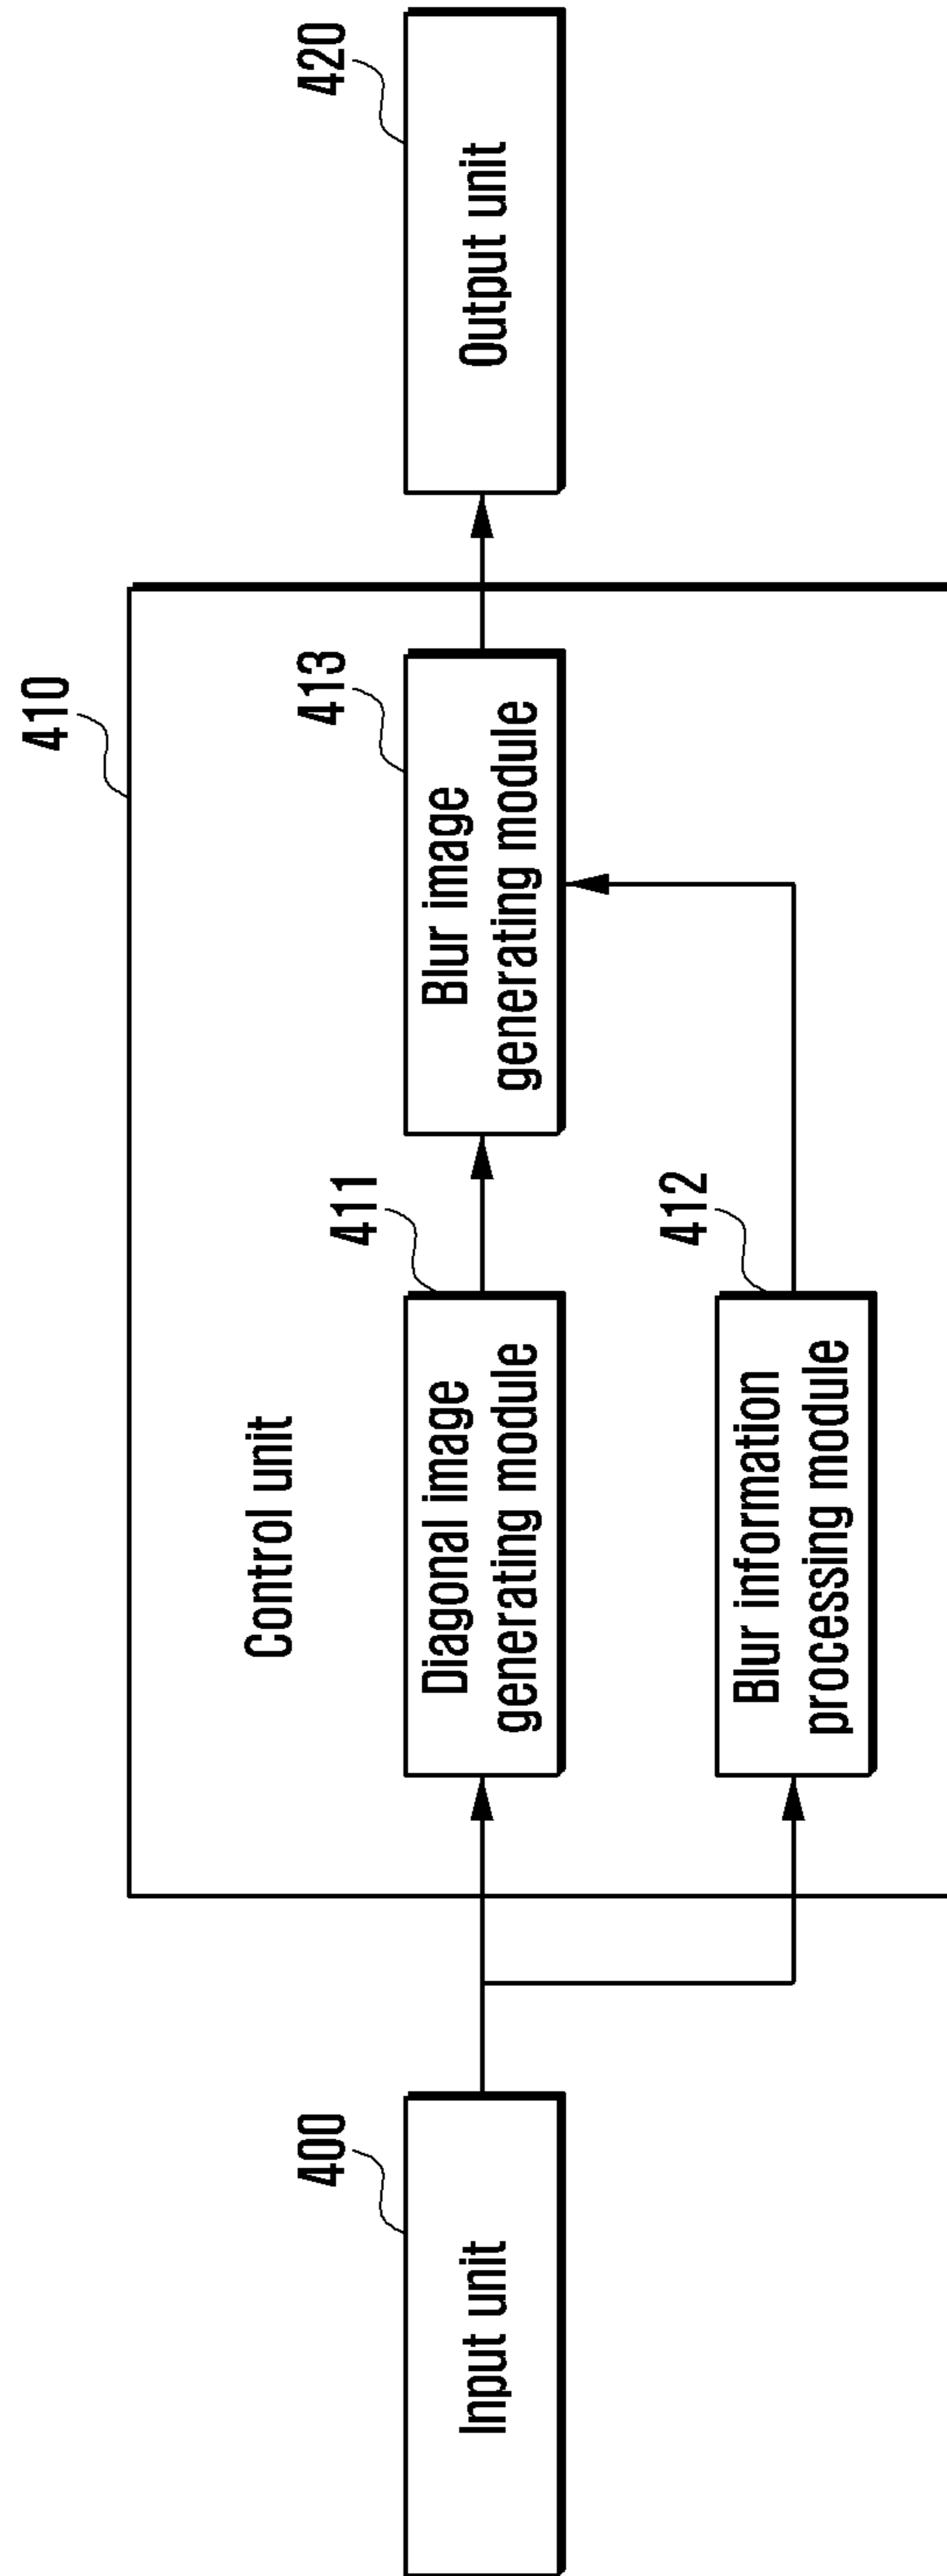 410
Control unit
400
Input unit
411
Diagonal image
generating module
413
Blur image
generating module
420
Output unit
412
Blur information
processing module